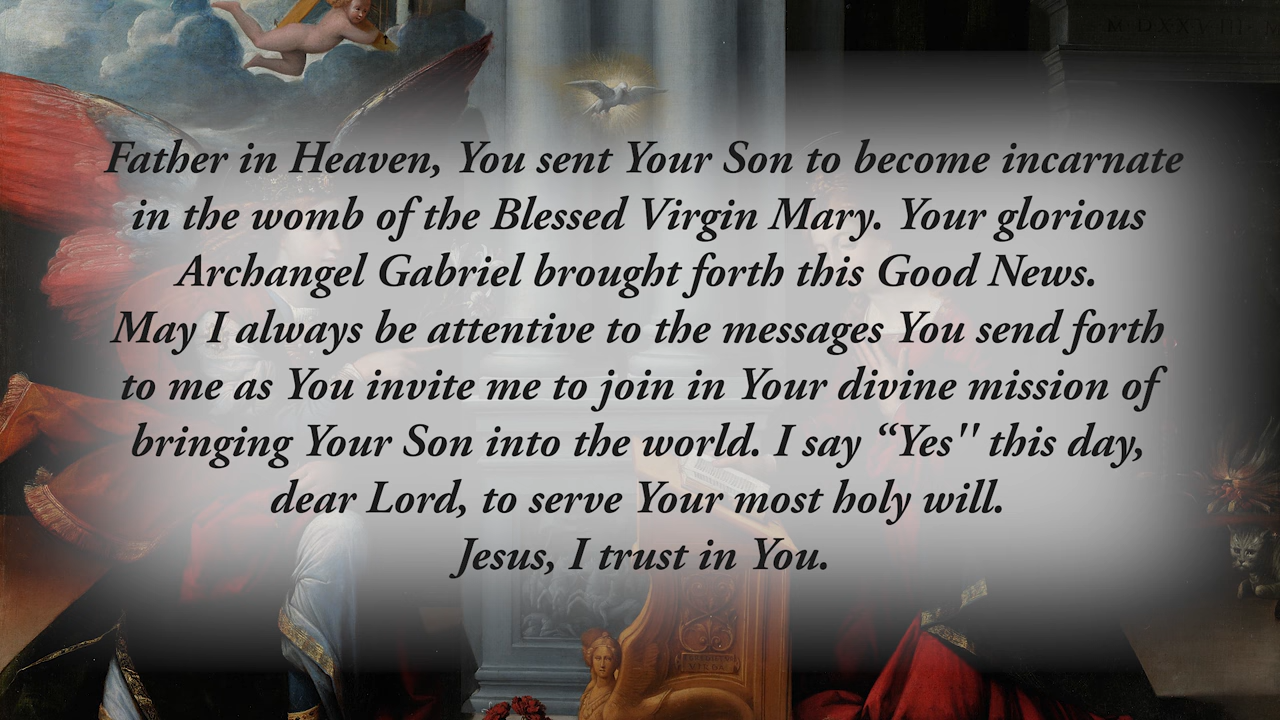 Father in Heaven, You sent Your Son to become incarnate
in the womb of the Blessed Virgin Mary. Your glorious
Archangel Gabriel brought forth this Good News.
May I always be attentive to the messages You send forth
to me as You invite me to join in Your divine mission of
bringing Your Son into the world. I say “Yes" this day,
dear Lord, to serve Your most holy will.
Jesus, I trust in You.